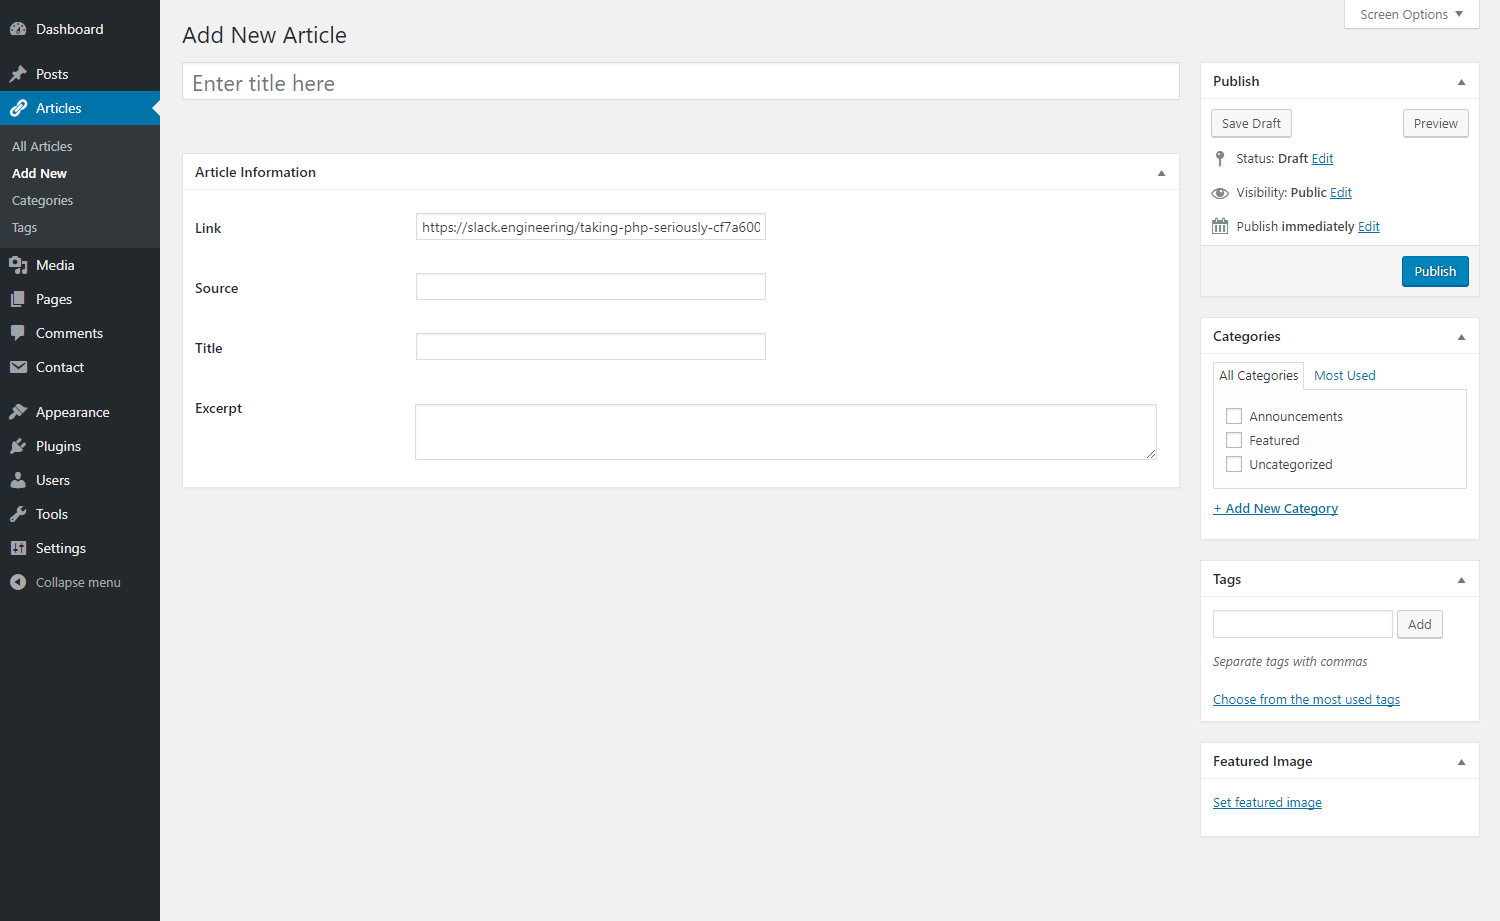 Dashboard
Posts
Articles
All Articles
Add New
Categories
Tags
Media
Pages
Comments
Contact
Appearance
Plugins
Users
Tools
Settings
Collapse menu
Screen Options
Add New Article
Enter title here
Article Information
Link
https://slack.engineering/taking-php-seriously-cf7a600
Source
Title
Excerpt
Publish
Save Draft
Preview
Status: Draft Edit
Visibility: Public Edit
Publish immediately Edit
Publish
Categories
All Categories
Most Used
Announcements
Featured
Uncategorized
+ Add New Category
Tags
Add
Separate tags with commas
Choose from the most used tags
Featured Image
Set featured image